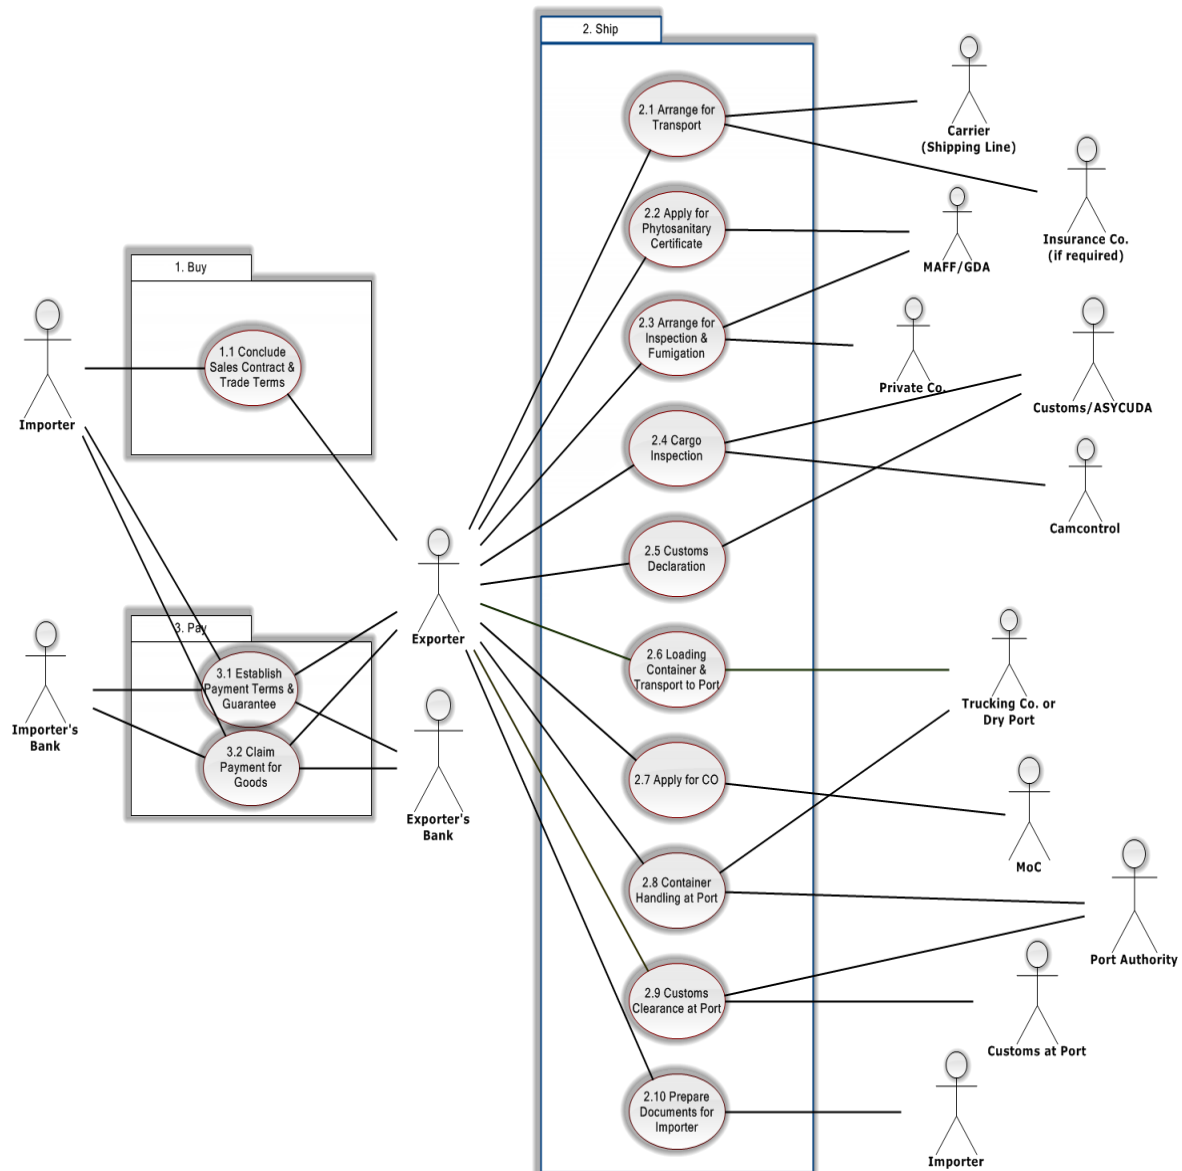 2. Ship
2.1 Arrange for
Transport
Carrier
(Shipping Line)
2.2 Apply for
Phytosanitary
Certificate
Insurance Co.
(if required)
MAFF/GDA
1. Buy
1.1 Conclude
Sales Contract &
Trade Terms
Importer
2.3 Arrange for
Inspection &
Fumigation
Private Co.
Customs/ASYCUDA
2.4 Cargo
Inspection
Camcontrol
2.5 Customs
Declaration
Exporter
3. Pay
3.1 Establish
Payment Terms &
Guarantee
3.2 Claim
Payment for
Goods
Importer's
Bank
Exporter's
Bank
2.6 Loading
Container &
Transport to Port
Trucking Co. or
Dry Port
2.7 Apply for CO
MoC
2.8 Container
Handling at Port
Port Authority
2.9 Customs
Clearance at Port
Customs at Port
2.10 Prepare
Documents for
Importer
Importer